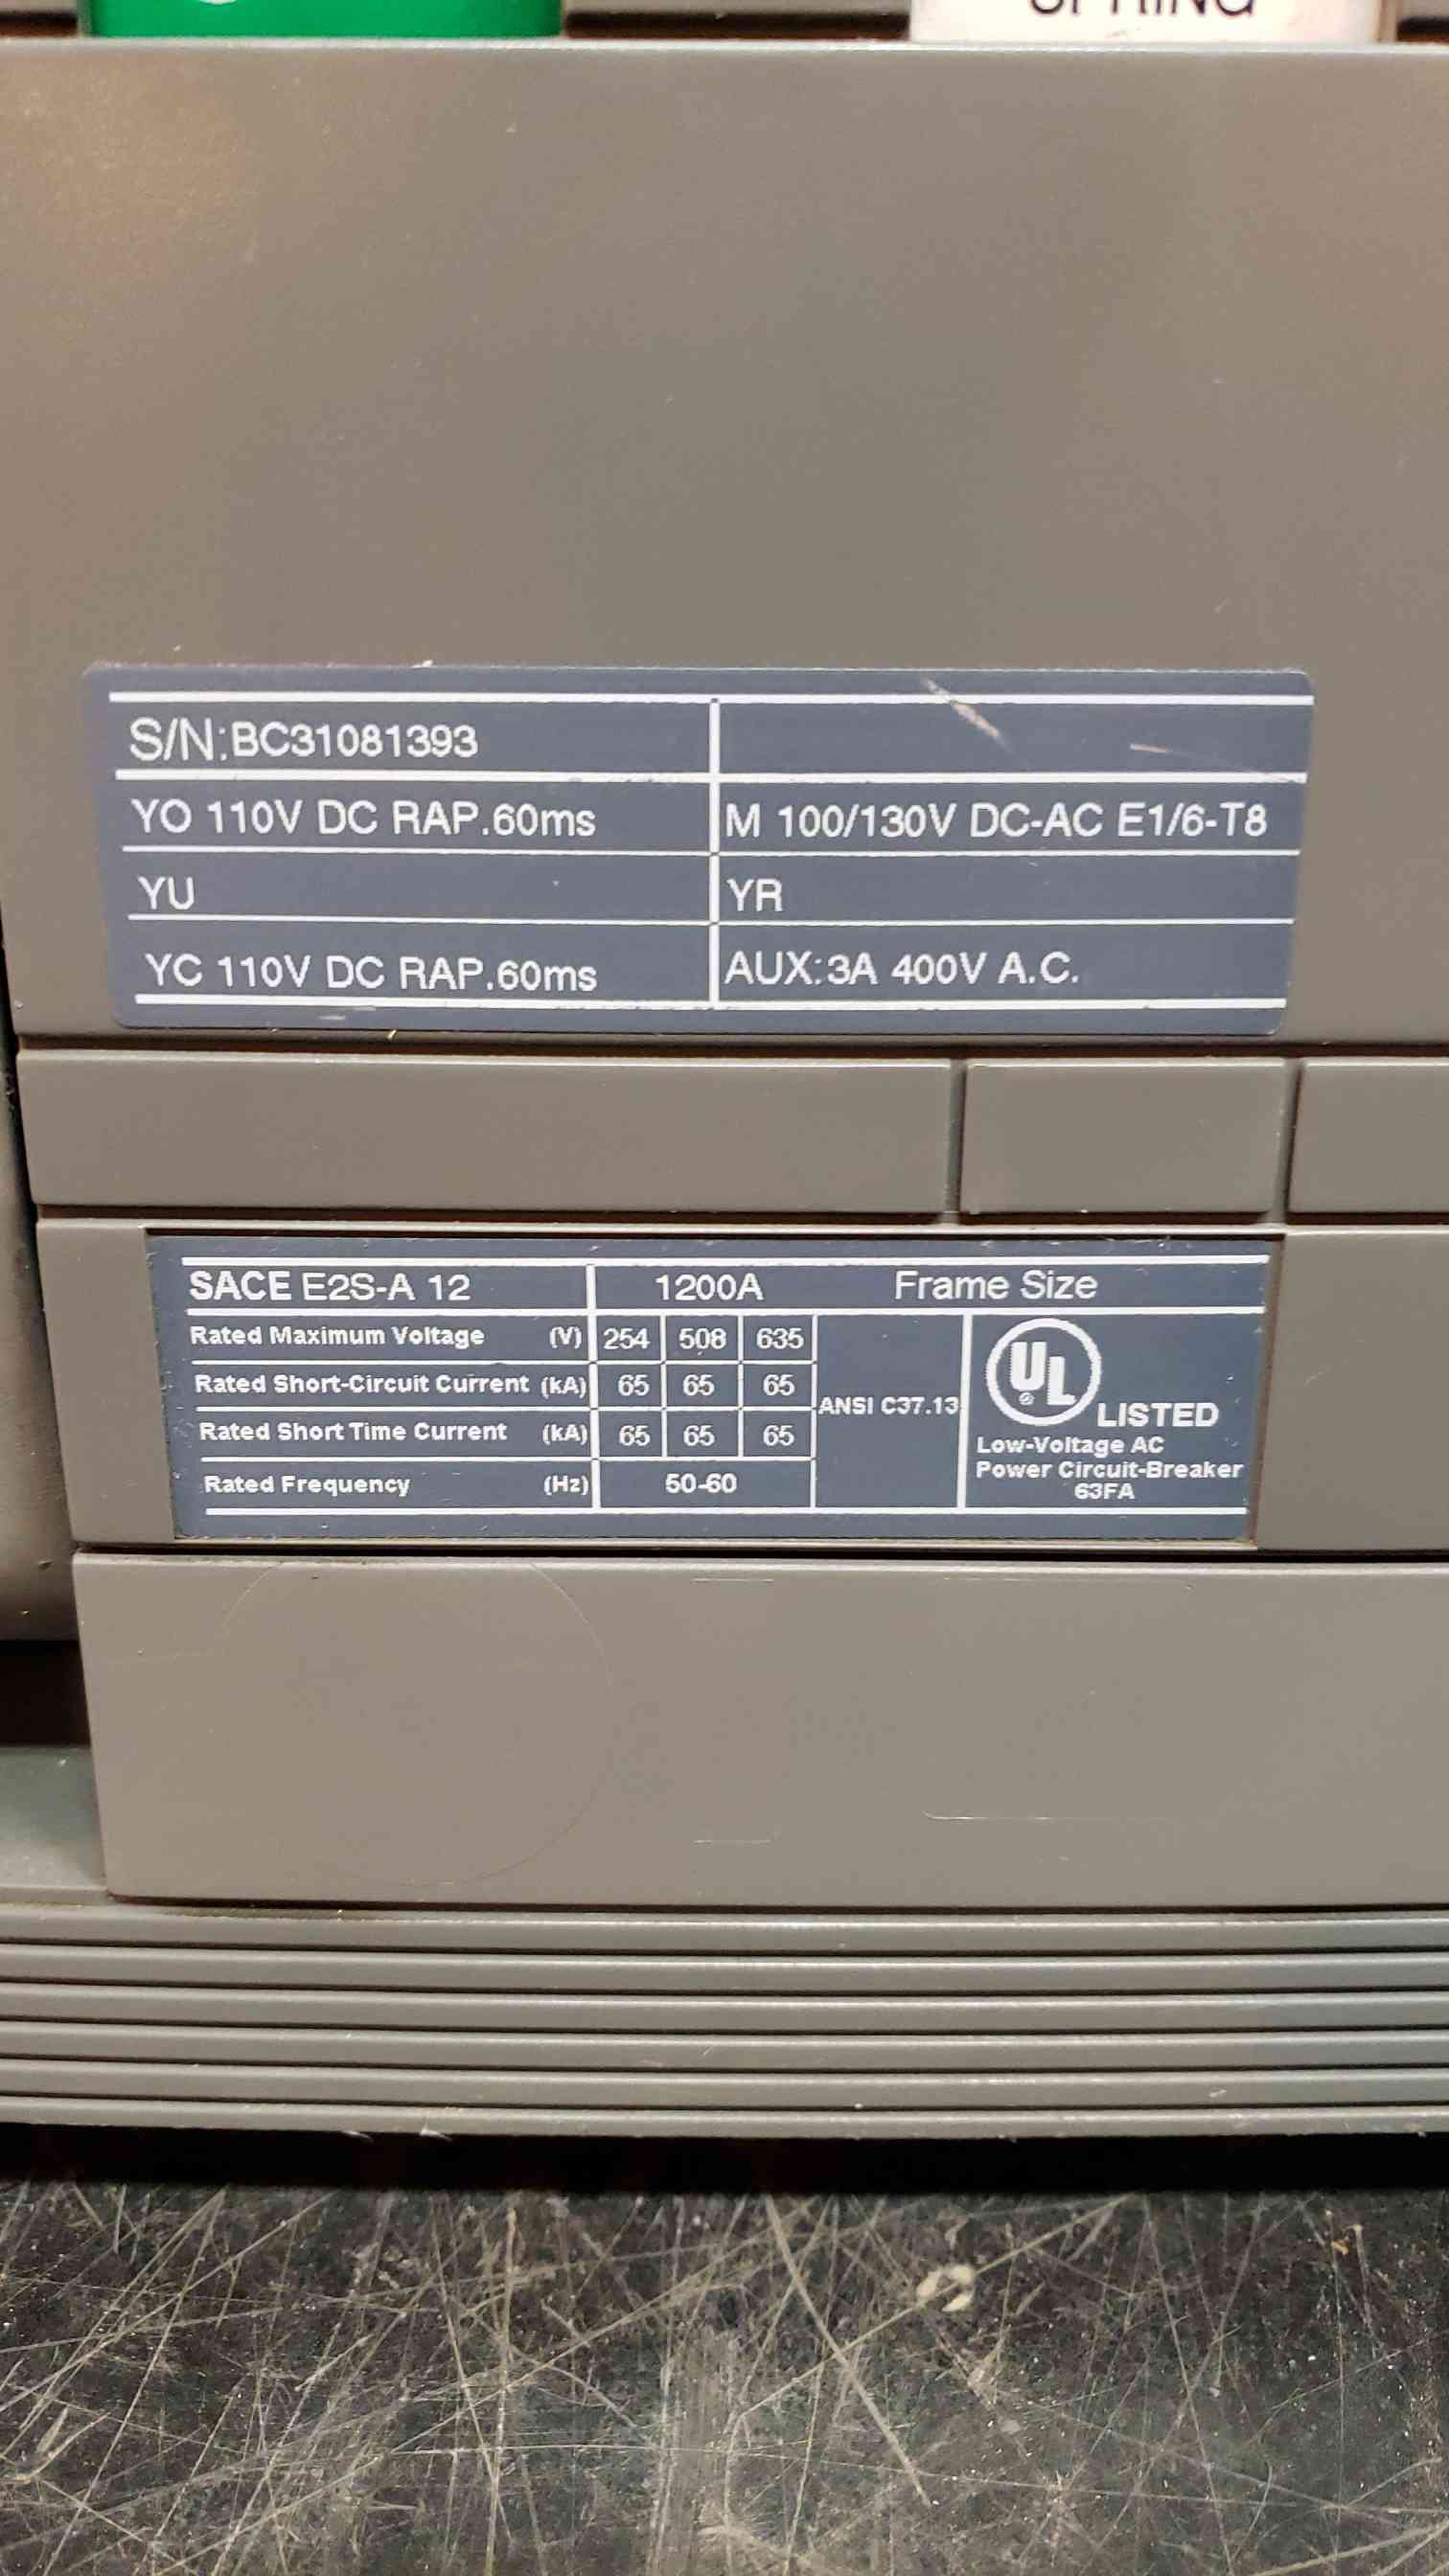 SPRING
S/N:BC31081393
YO 110V DC RAP.60ms M 100/130V DC-AC E1/6-T8
YU YR
YC 110V DC RAP.60ms AUX:3A 400V A.C.
SACE E2S-A 12 1200A Frame Size
Rated Maximum Voltage (V) 254 508 635
Rated Short-Circuit Current (kA) 65 65 65
Rated Short Time Current (kA) 65 65 65
Rated Frequency (Hz) 50-60
ANSI C37.13
UL
LISTED
Low-Voltage AC
Power Circuit-Breaker
63FA